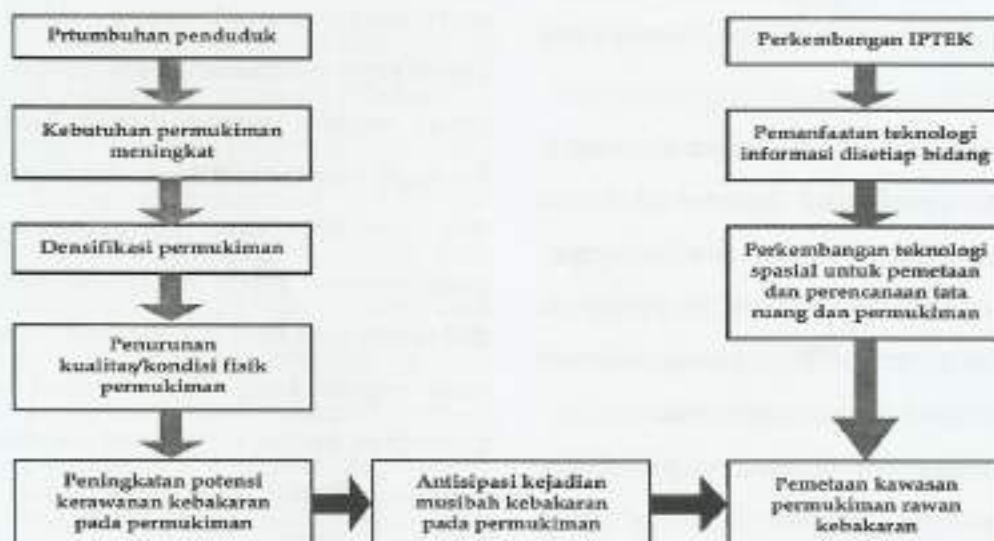 Prtumbuhan penduduk
Kebutuhan permukiman
meningkat
Densifikasi permukiman
Penurunan
kualitas/kondisi fisik
permukiman
Peningkatan potensi
kerawanan kebakaran
pada permukiman
Antisipasi kejadian
musibah kebakaran
pada permukiman
Perkembangan IPTEK
Pemanfaatan teknologi
informasi disetiap bidang
Perkembangan teknologi
spasial untuk pemetaan
dan perencanaan tata
ruang dan permukiman
Pemetaan kawasan
permukiman rawan
kebakaran